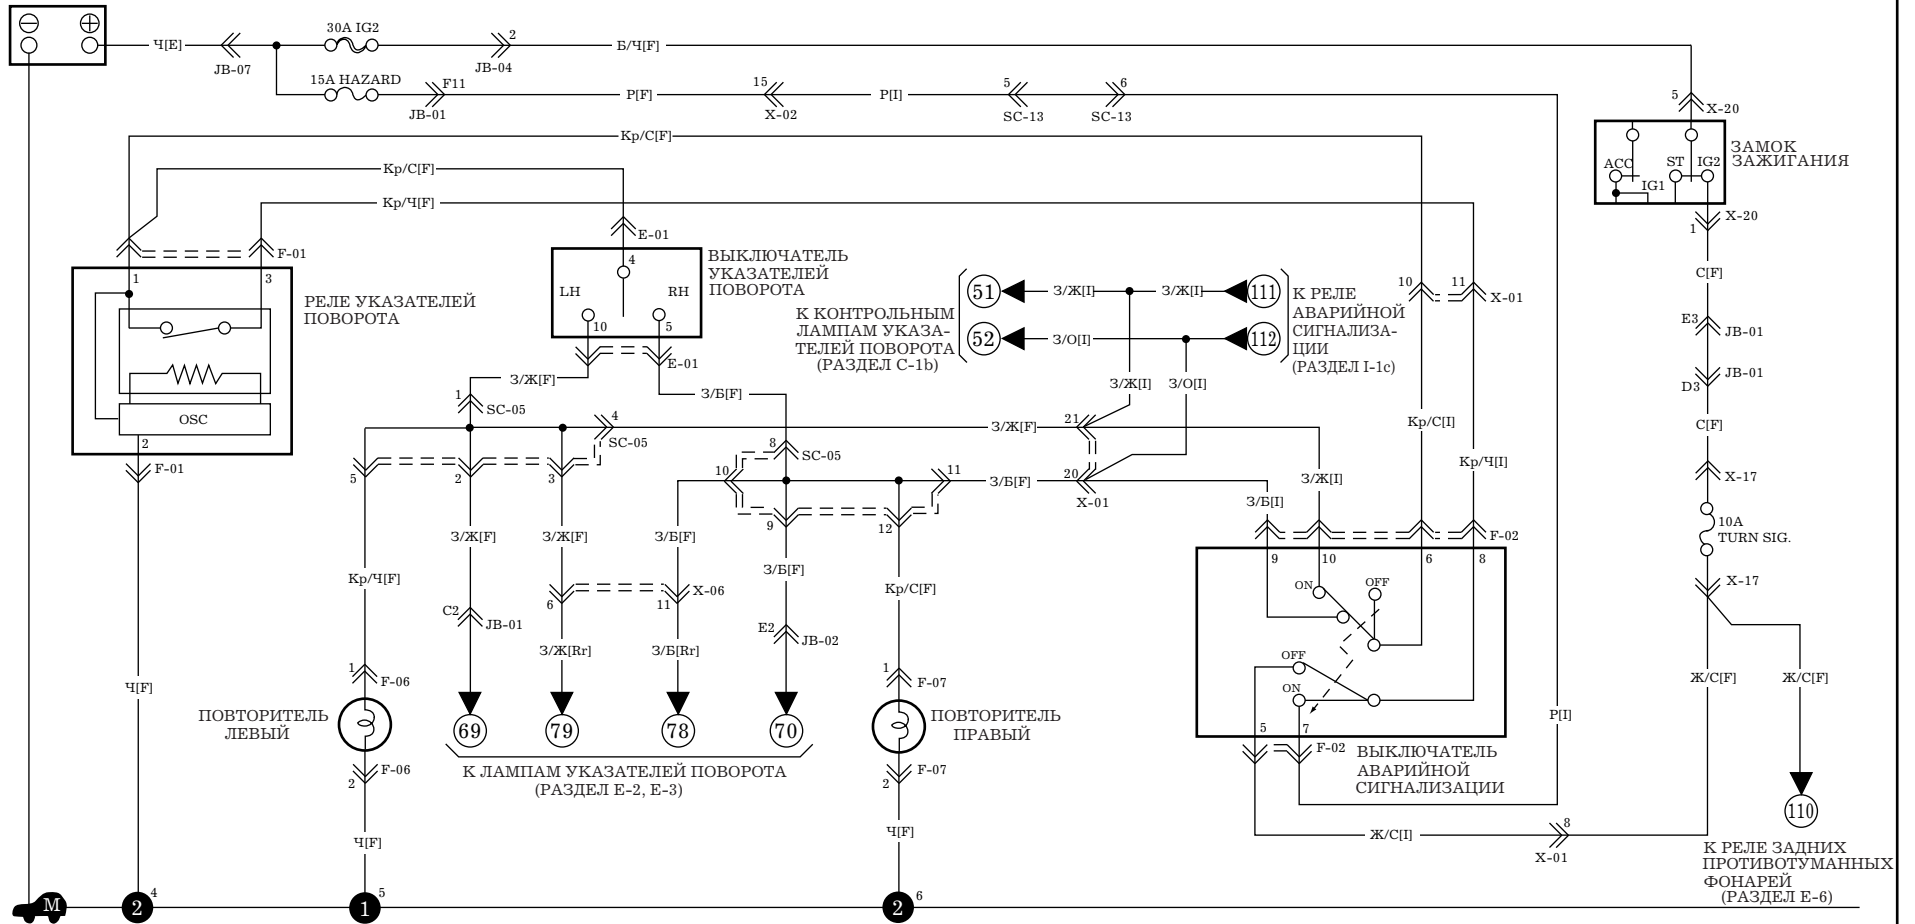 30A IG2
Ч[E]
JB-07
2
JB-04
Б/Ч[F]
15A HAZARD
F11
JB-01
Р[F]
15
X-02
Р[I]
5
SC-13
6
SC-13
5
X-20
ЗАМОК
ЗАЖИГАНИЯ
ACC
ST
IG2
IG1
X-20
1
Кр/С[F]
Кр/С[F]
Кр/Ч[F]
F-01
E-01
1
3
РЕЛЕ УКАЗАТЕЛЕЙ
ПОВОРОТА
OSC
2
F-01
4
LH
RH
10
5
E-01
ВЫКЛЮЧАТЕЛЬ
УКАЗАТЕЛЕЙ
ПОВОРОТА
К КОНТРОЛЬНЫМ
ЛАМПАМ УКАЗА-
ТЕЛЕЙ ПОВОРОТА
(РАЗДЕЛ C-1b)
51
З/Ж[I]
З/Ж[I]
111
52
З/О[I]
112
К РЕЛЕ
АВАРИЙНОЙ
СИГНАЛИЗА-
ЦИИ
(РАЗДЕЛ I-1c)
10
11
X-01
С[F]
E3
JB-01
JB-01
D3
С[F]
X-17
10A
TURN SIG.
X-17
З/Ж[F]
З/Б[F]
1
SC-05
4
SC-05
З/Ж[F]
21
З/Ж[I]
З/О[I]
Кр/С[I]
Кр/Ч[I]
5
2
3
8
SC-05
10
11
З/Б[F]
20
X-01
З/Ж[I]
З/Б[I]
9
12
З/Ж[F]
З/Ж[F]
З/Б[F]
З/Б[F]
Кр/Ч[F]
Кр/С[F]
F-02
9
10
6
8
ON
OFF
OFF
ON
5
7
F-02
C2
JB-01
6
11
X-06
E2
JB-02
З/Ж[Rr]
З/Б[Rr]
1
F-06
1
F-07
Ч[F]
ПОВТОРИТЕЛЬ
ЛЕВЫЙ
69
79
78
70
ПОВТОРИТЕЛЬ
ПРАВЫЙ
Ж/С[F]
Ж/С[F]
Р[I]
ВЫКЛЮЧАТЕЛЬ
АВАРИЙНОЙ
СИГНАЛИЗАЦИИ
F-06
2
К ЛАМПАМ УКАЗАТЕЛЕЙ ПОВОРОТА
(РАЗДЕЛ E-2, E-3)
F-07
2
Ч[F]
Ч[F]
Ж/С[I]
8
X-01
110
К РЕЛЕ ЗАДНИХ
ПРОТИВОТУМАННЫХ
ФОНАРЕЙ
(РАЗДЕЛ E-6)
М
2
4
1
5
2
6